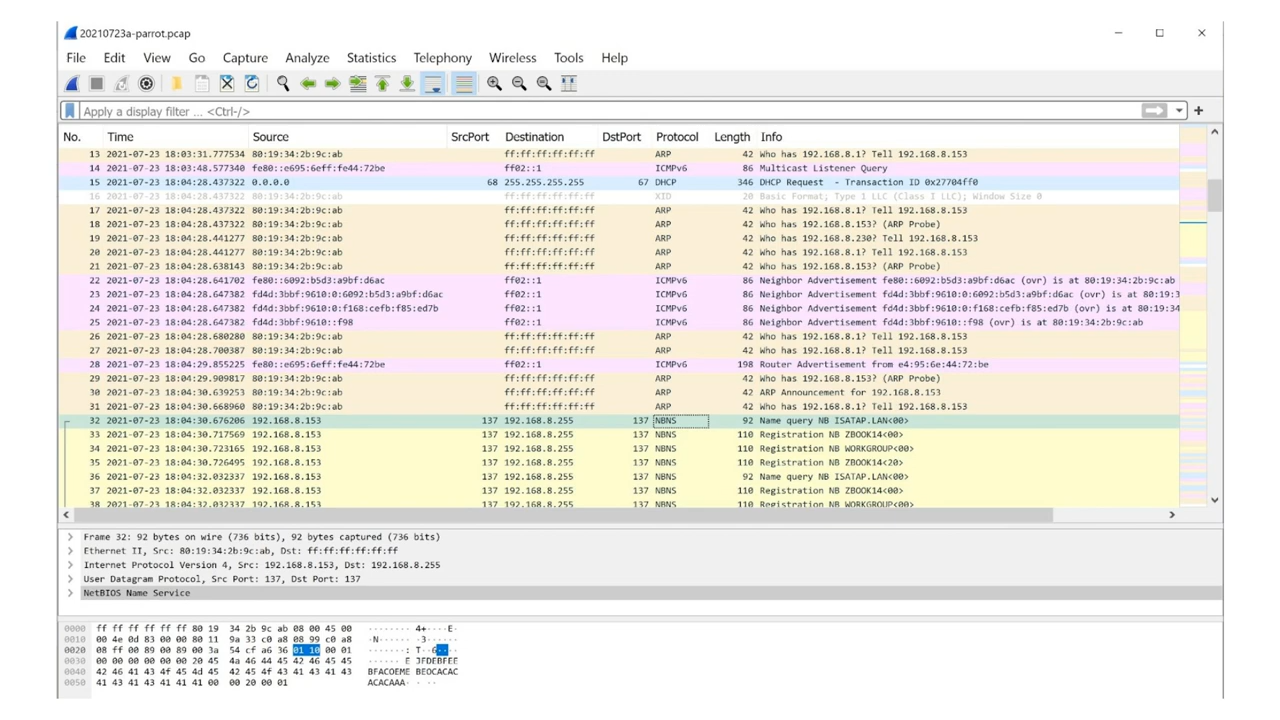 20210723a-parrot.pcap
File Edit View Go Capture Analyze Statistics Telephony Wireless Tools Help
Apply a display filter ... <Ctrl-/>
No. Time Source SrcPort Destination DstPort Protocol Length Info
13 2021-07-23 18:03:31.777534 80:19:34:2b:9c:ab ff:ff:ff:ff:ff:ff ARP 42 Who has 192.168.8.1? Tell 192.168.8.153
14 2021-07-23 18:03:48.577340 fe80::e695:6eff:fe44:72be ff02::1 ICMPv6 86 Multicast Listener Query
15 2021-07-23 18:04:28.437322 0.0.0.0 68 255.255.255.255 67 DHCP 346 DHCP Request - Transaction ID 0x27704ff0
16 2021-07-23 18:04:28.437322 80:19:34:2b:9c:ab ff:ff:ff:ff:ff:ff XID 20 Basic Format; Type 1 LLC (Class I LLC); Window Size 0
17 2021-07-23 18:04:28.437322 80:19:34:2b:9c:ab ff:ff:ff:ff:ff:ff ARP 42 Who has 192.168.8.1? Tell 192.168.8.153
18 2021-07-23 18:04:28.437322 80:19:34:2b:9c:ab ff:ff:ff:ff:ff:ff ARP 42 Who has 192.168.8.153? (ARP Probe)
19 2021-07-23 18:04:28.441277 80:19:34:2b:9c:ab ff:ff:ff:ff:ff:ff ARP 42 Who has 192.168.8.230? Tell 192.168.8.153
20 2021-07-23 18:04:28.441277 80:19:34:2b:9c:ab ff:ff:ff:ff:ff:ff ARP 42 Who has 192.168.8.1? Tell 192.168.8.153
21 2021-07-23 18:04:28.638143 80:19:34:2b:9c:ab ff:ff:ff:ff:ff:ff ARP 42 Who has 192.168.8.153? (ARP Probe)
22 2021-07-23 18:04:28.641702 fe80::6092:b5d3:a9bf:d6ac ff02::1 ICMPv6 86 Neighbor Advertisement fe80::6092:b5d3:a9bf:d6ac (ovr) is at 80:19:34:2b:9c:ab
23 2021-07-23 18:04:28.647382 fd4d:3bbf:9610:0:6092:b5d3:a9bf:d6ac ff02::1 ICMPv6 86 Neighbor Advertisement fd4d:3bbf:9610:0:6092:b5d3:a9bf:d6ac (ovr) is at 80:19:3
24 2021-07-23 18:04:28.647382 fd4d:3bbf:9610:0:f168:cefb:f85:ed7b ff02::1 ICMPv6 86 Neighbor Advertisement fd4d:3bbf:9610:0:f168:cefb:f85:ed7b (ovr) is at 80:19:34
25 2021-07-23 18:04:28.647382 fd4d:3bbf:9610::f98 ff02::1 ICMPv6 86 Neighbor Advertisement fd4d:3bbf:9610::f98 (ovr) is at 80:19:34:2b:9c:ab
26 2021-07-23 18:04:28.680280 80:19:34:2b:9c:ab ff:ff:ff:ff:ff:ff ARP 42 Who has 192.168.8.1? Tell 192.168.8.153
27 2021-07-23 18:04:28.700387 80:19:34:2b:9c:ab ff:ff:ff:ff:ff:ff ARP 42 Who has 192.168.8.1? Tell 192.168.8.153
28 2021-07-23 18:04:29.855225 fe80::e695:6eff:fe44:72be ff02::1 ICMPv6 198 Router Advertisement from e4:95:6e:44:72:be
29 2021-07-23 18:04:29.909817 80:19:34:2b:9c:ab ff:ff:ff:ff:ff:ff ARP 42 Who has 192.168.8.153? (ARP Probe)
30 2021-07-23 18:04:30.639253 80:19:34:2b:9c:ab ff:ff:ff:ff:ff:ff ARP 42 ARP Announcement for 192.168.8.153
31 2021-07-23 18:04:30.668960 80:19:34:2b:9c:ab ff:ff:ff:ff:ff:ff ARP 42 Who has 192.168.8.1? Tell 192.168.8.153
32 2021-07-23 18:04:30.676206 192.168.8.153 137 192.168.8.255 137 NBNS 92 Name query NB ISATAP.LAN<00>
33 2021-07-23 18:04:30.717569 192.168.8.153 137 192.168.8.255 137 NBNS 110 Registration NB ZBOOK14<00>
34 2021-07-23 18:04:30.723165 192.168.8.153 137 192.168.8.255 137 NBNS 110 Registration NB WORKGROUP<00>
35 2021-07-23 18:04:30.726495 192.168.8.153 137 192.168.8.255 137 NBNS 110 Registration NB ZBOOK14<20>
36 2021-07-23 18:04:32.032337 192.168.8.153 137 192.168.8.255 137 NBNS 92 Name query NB ISATAP.LAN<00>
37 2021-07-23 18:04:32.032337 192.168.8.153 137 192.168.8.255 137 NBNS 110 Registration NB ZBOOK14<00>
38 2021-07-23 18:04:32.032337 192.168.8.153 137 192.168.8.255 137 NBNS 110 Registration NB WORKGROUP<00>
Frame 32: 92 bytes on wire (736 bits), 92 bytes captured (736 bits)
Ethernet II, Src: 80:19:34:2b:9c:ab, Dst: ff:ff:ff:ff:ff:ff
Internet Protocol Version 4, Src: 192.168.8.153, Dst: 192.168.8.255
User Datagram Protocol, Src Port: 137, Dst Port: 137
NetBIOS Name Service
0000 ff ff ff ff ff ff 80 19 34 2b 9c ab 08 00 45 00 ········ 4+····E·
0010 00 4e 0d 83 00 00 80 11 9a 33 c0 a8 08 99 c0 a8 ·N······ ·3······
0020 08 ff 00 89 00 89 00 3a 54 cf a6 36 01 10 00 01 ·······: T··6····
0030 00 00 00 00 00 00 20 45 4a 46 44 45 42 46 45 45 ······ E JFDEBFEE
0040 42 46 41 43 4f 45 4d 45 42 45 4f 43 41 43 41 43 BFACOEME BEOCACAC
0050 41 43 41 43 41 41 41 00 00 20 00 01 ACACAAA· · ··